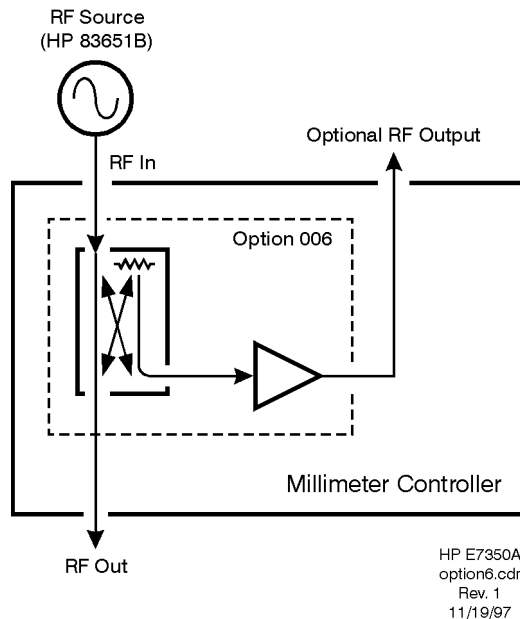 RF Source
(HP 83651B)
Optional RF Output
RF In
Option 006
Millimeter Controller
RF Out
HP E7350A
option6.cdr
Rev. 1
11/19/97